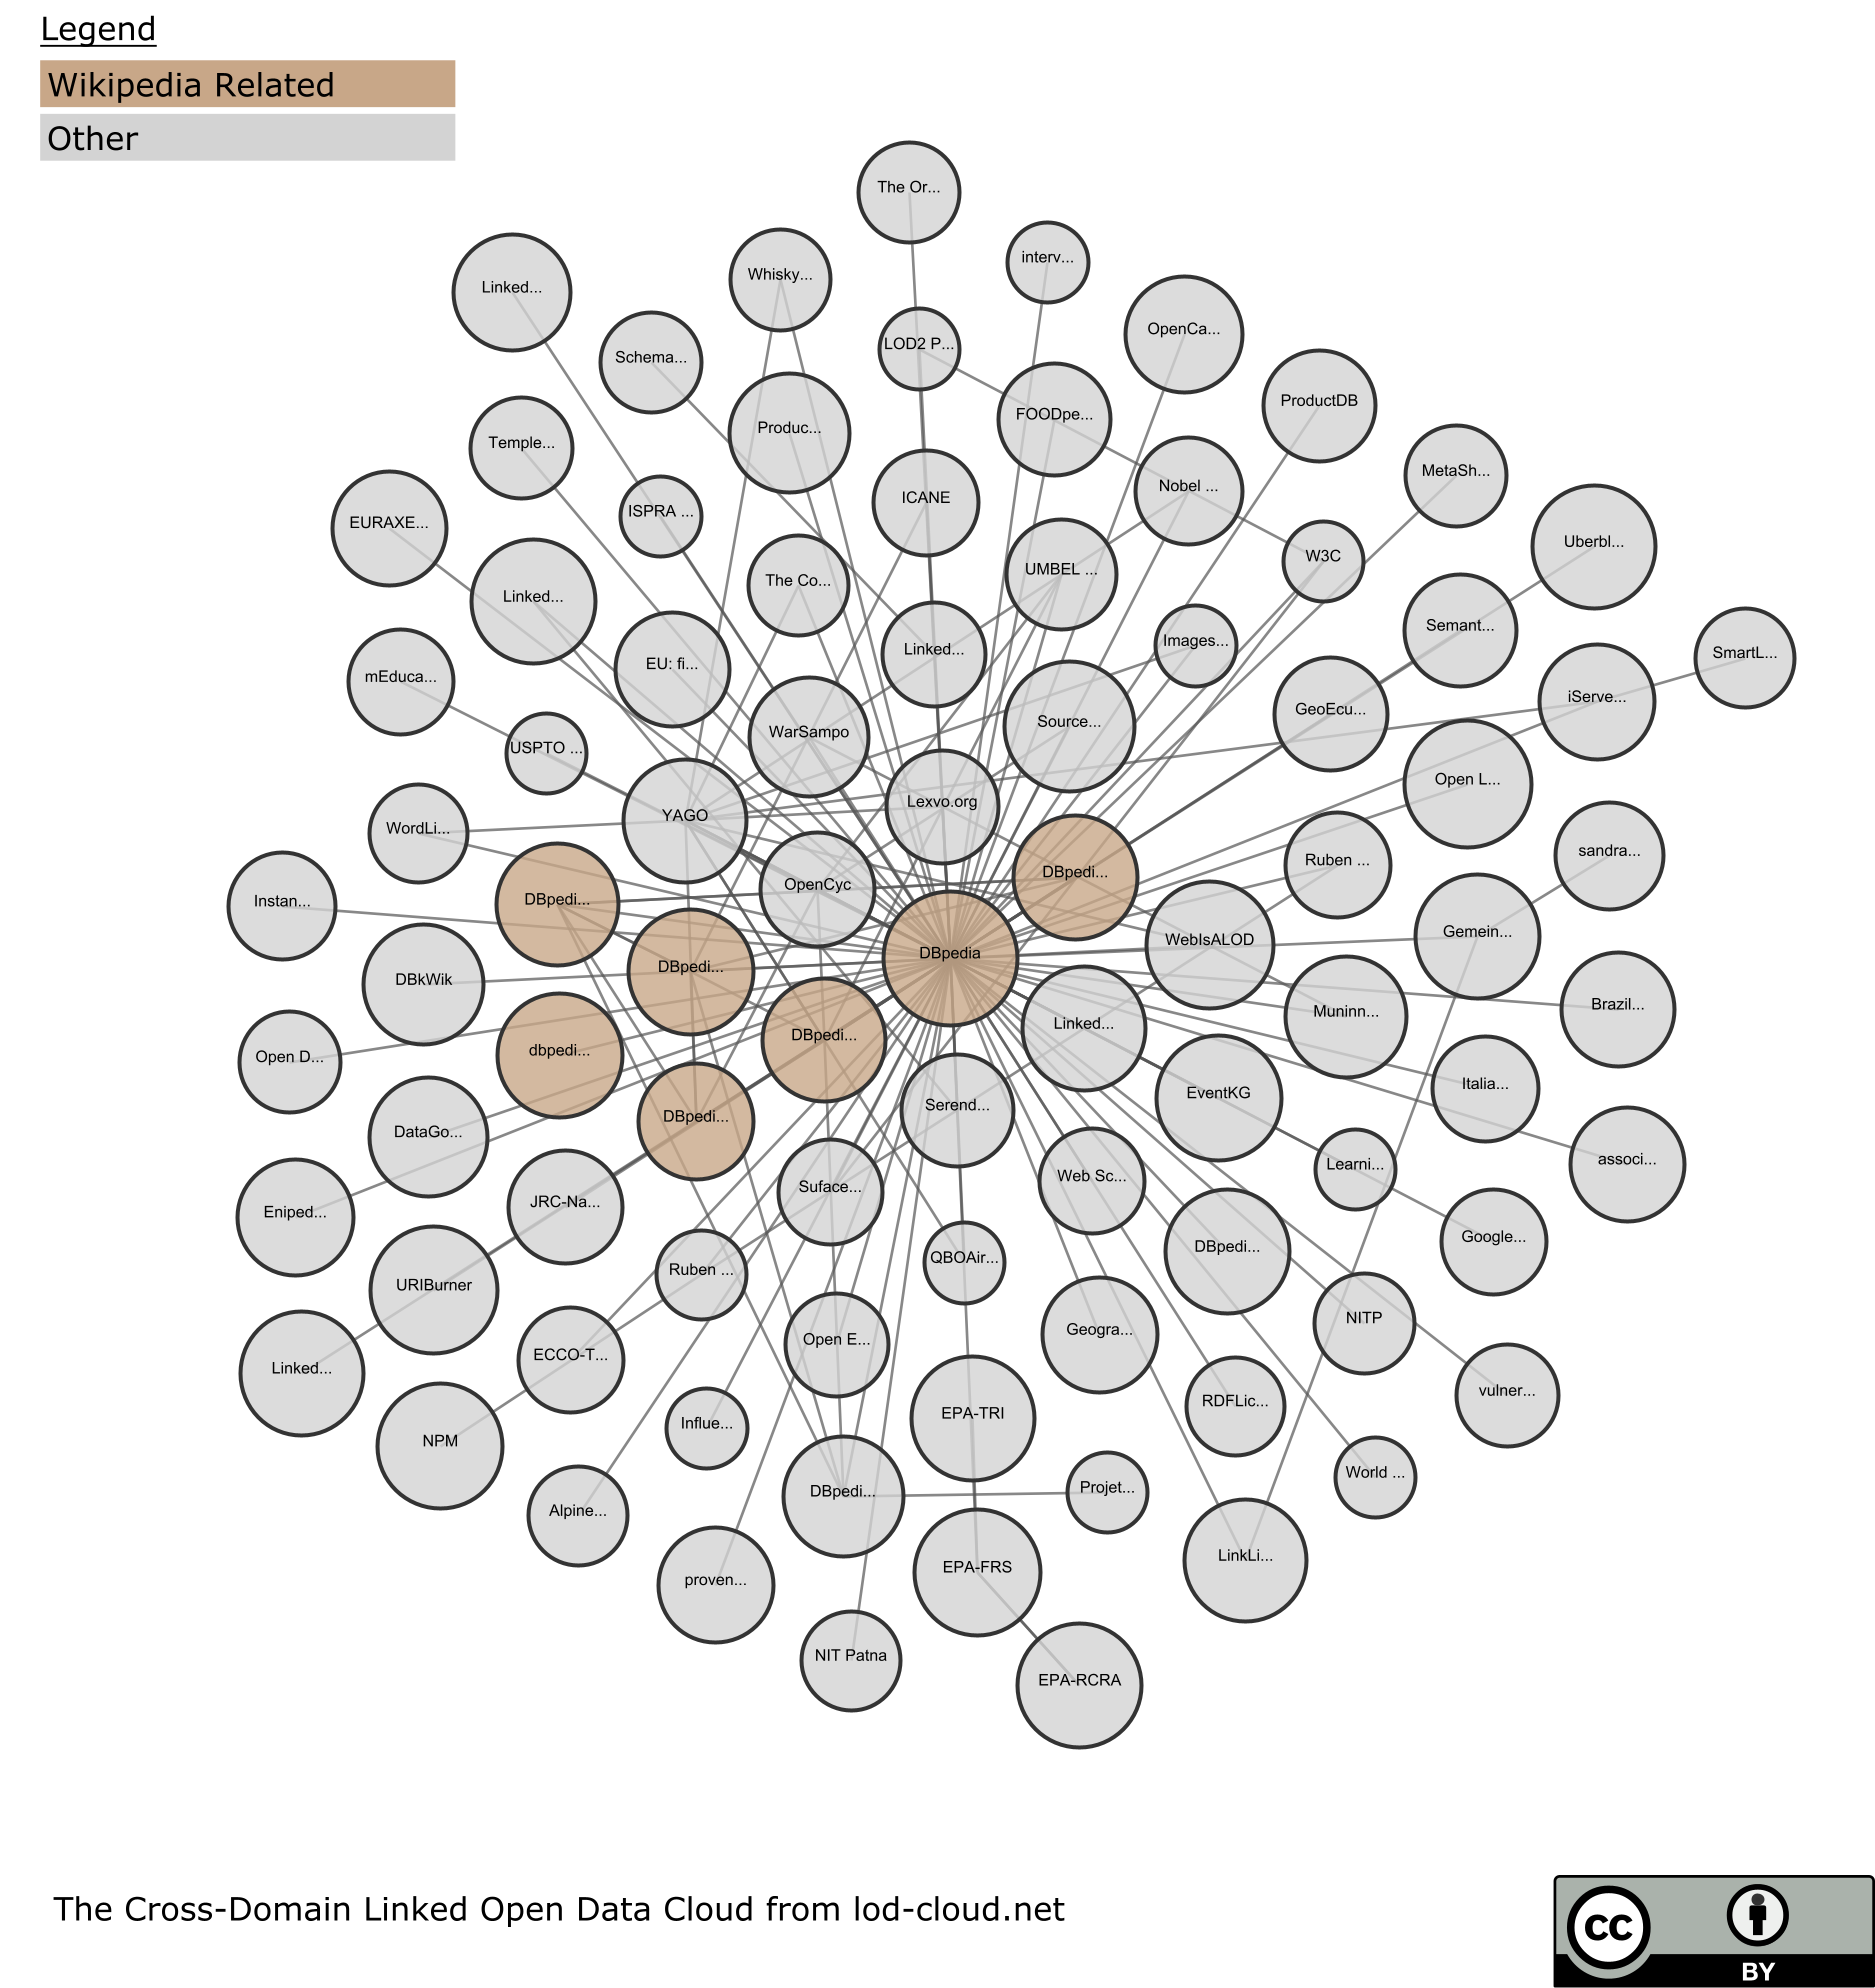 Legend
Wikipedia Related
Other
The Or...
interv...
Whisky...
Linked...
OpenCa...
LOD2 P...
Schema...
ProductDB
FOODpe...
Produc...
Temple...
MetaSh...
Nobel ...
ICANE
ISPRA ...
EURAXE...
Uberbl...
W3C
UMBEL ...
The Co...
Linked...
Semant...
Images...
Linked...
SmartL...
EU: fi...
mEduca...
iServe...
GeoEcu...
Source...
WarSampo
USPTO ...
Open L...
Lexvo.org
YAGO
WordLi...
sandra...
Ruben ...
DBpedi...
OpenCyc
Instan...
DBpedi...
Gemein...
WebIsALOD
DBpedia
DBpedi...
DBkWik
Brazil...
Muninn...
Linked...
DBpedi...
dbpedi...
Open D...
Italia...
EventKG
Serend...
DBpedi...
DataGo...
associ...
Learni...
Web Sc...
Suface...
JRC-Na...
Eniped...
Google...
DBpedi...
QBOAir...
Ruben ...
URIBurner
NITP
Geogra...
Open E...
ECCO-T...
Linked...
vulner...
RDFLic...
EPA-TRI
Influe...
NPM
World ...
Projet...
DBpedi...
Alpine...
LinkLi...
EPA-FRS
proven...
NIT Patna
EPA-RCRA
The Cross-Domain Linked Open Data Cloud from lod-cloud.net
cc
BY